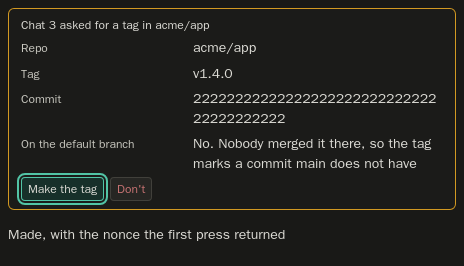 Chat 3 asked for a tag in acme/app
Repo acme/app
Tag v1.4.0
Commit 22222222222222222222222222222
22222222222
On the default branch No. Nobody merged it there, so the tag
marks a commit main does not have
Make the tag Don't
Made, with the nonce the first press returned